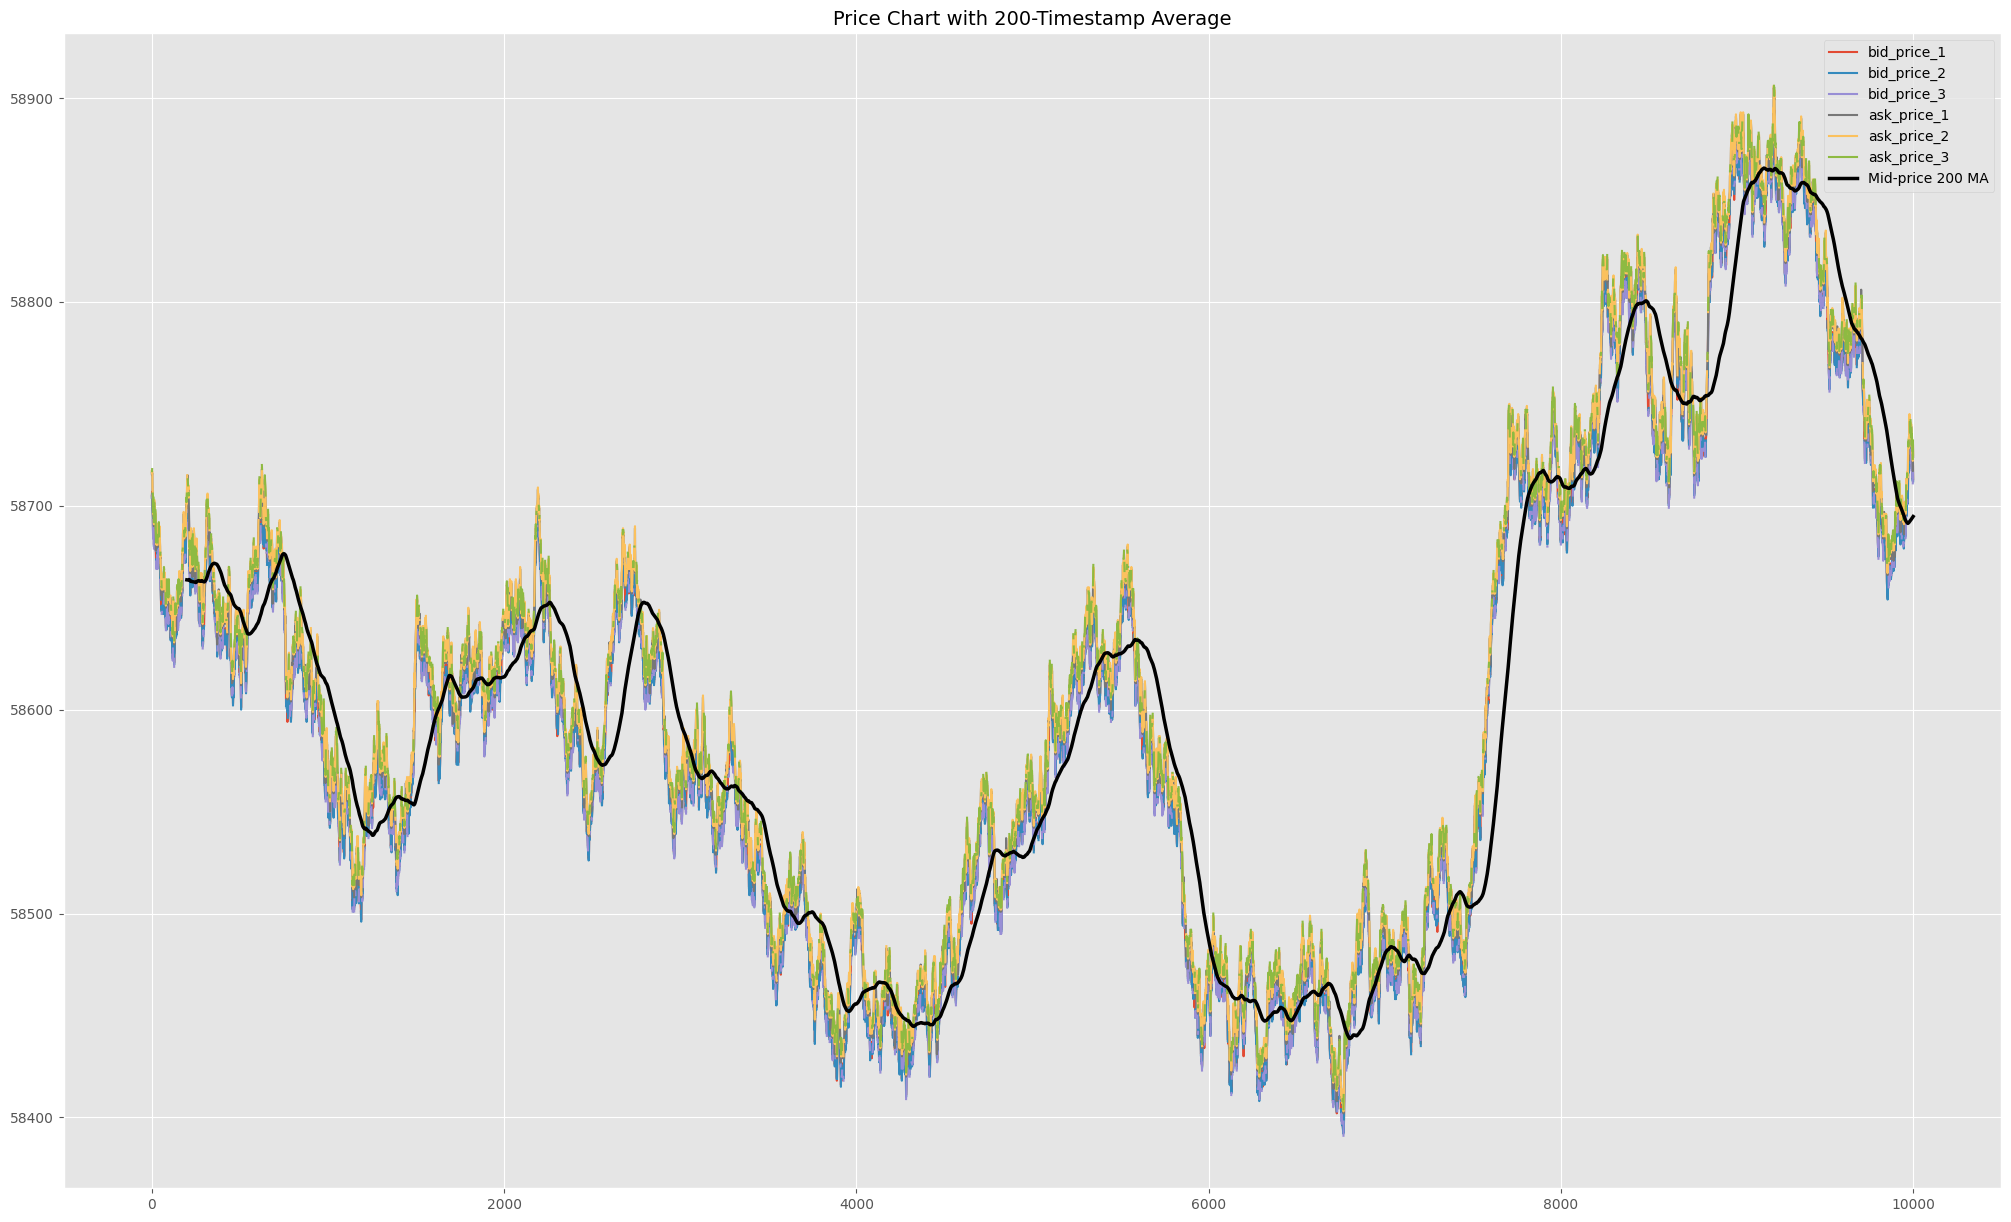 Price Chart with 200-Timestamp Average
bid_price_1
bid_price_2
bid_price_3
ask_price_1
ask_price_2
ask_price_3
Mid-price 200 MA
58900
58800
58700
58600
58500
58400
0 2000 4000 6000 8000 10000